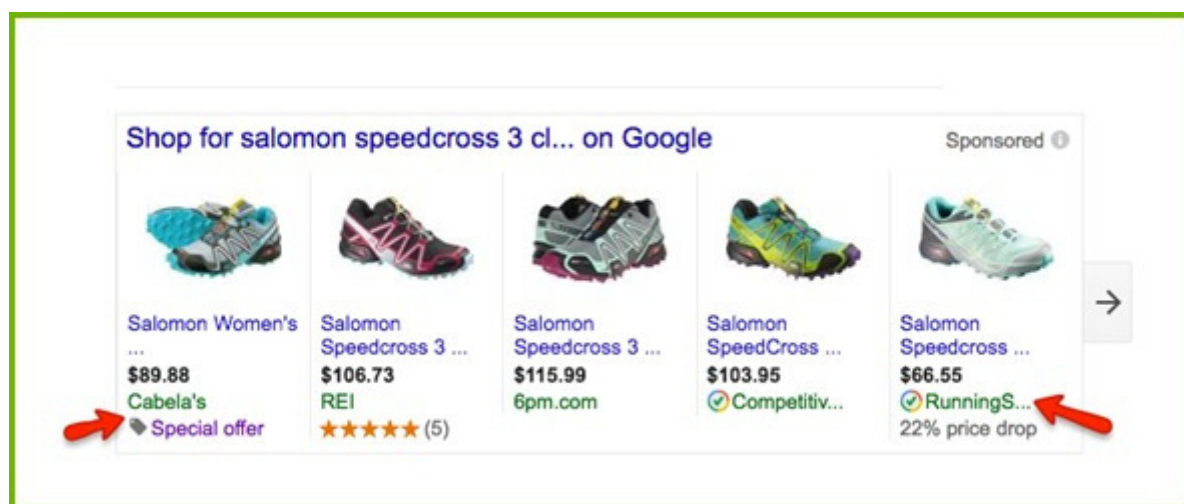 Shop for salomon speedcross 3 cl... on Google
Sponsored
Salomon Women's
...
$89.88
Cabela's
Special offer
Salomon
Speedcross 3 ...
$106.73
REI
(5)
Salomon
Speedcross 3 ...
$115.99
6pm.com
Salomon
SpeedCross ...
$103.95
Competitiv...
Salomon
Speedcross ...
$66.55
RunningS...
22% price drop